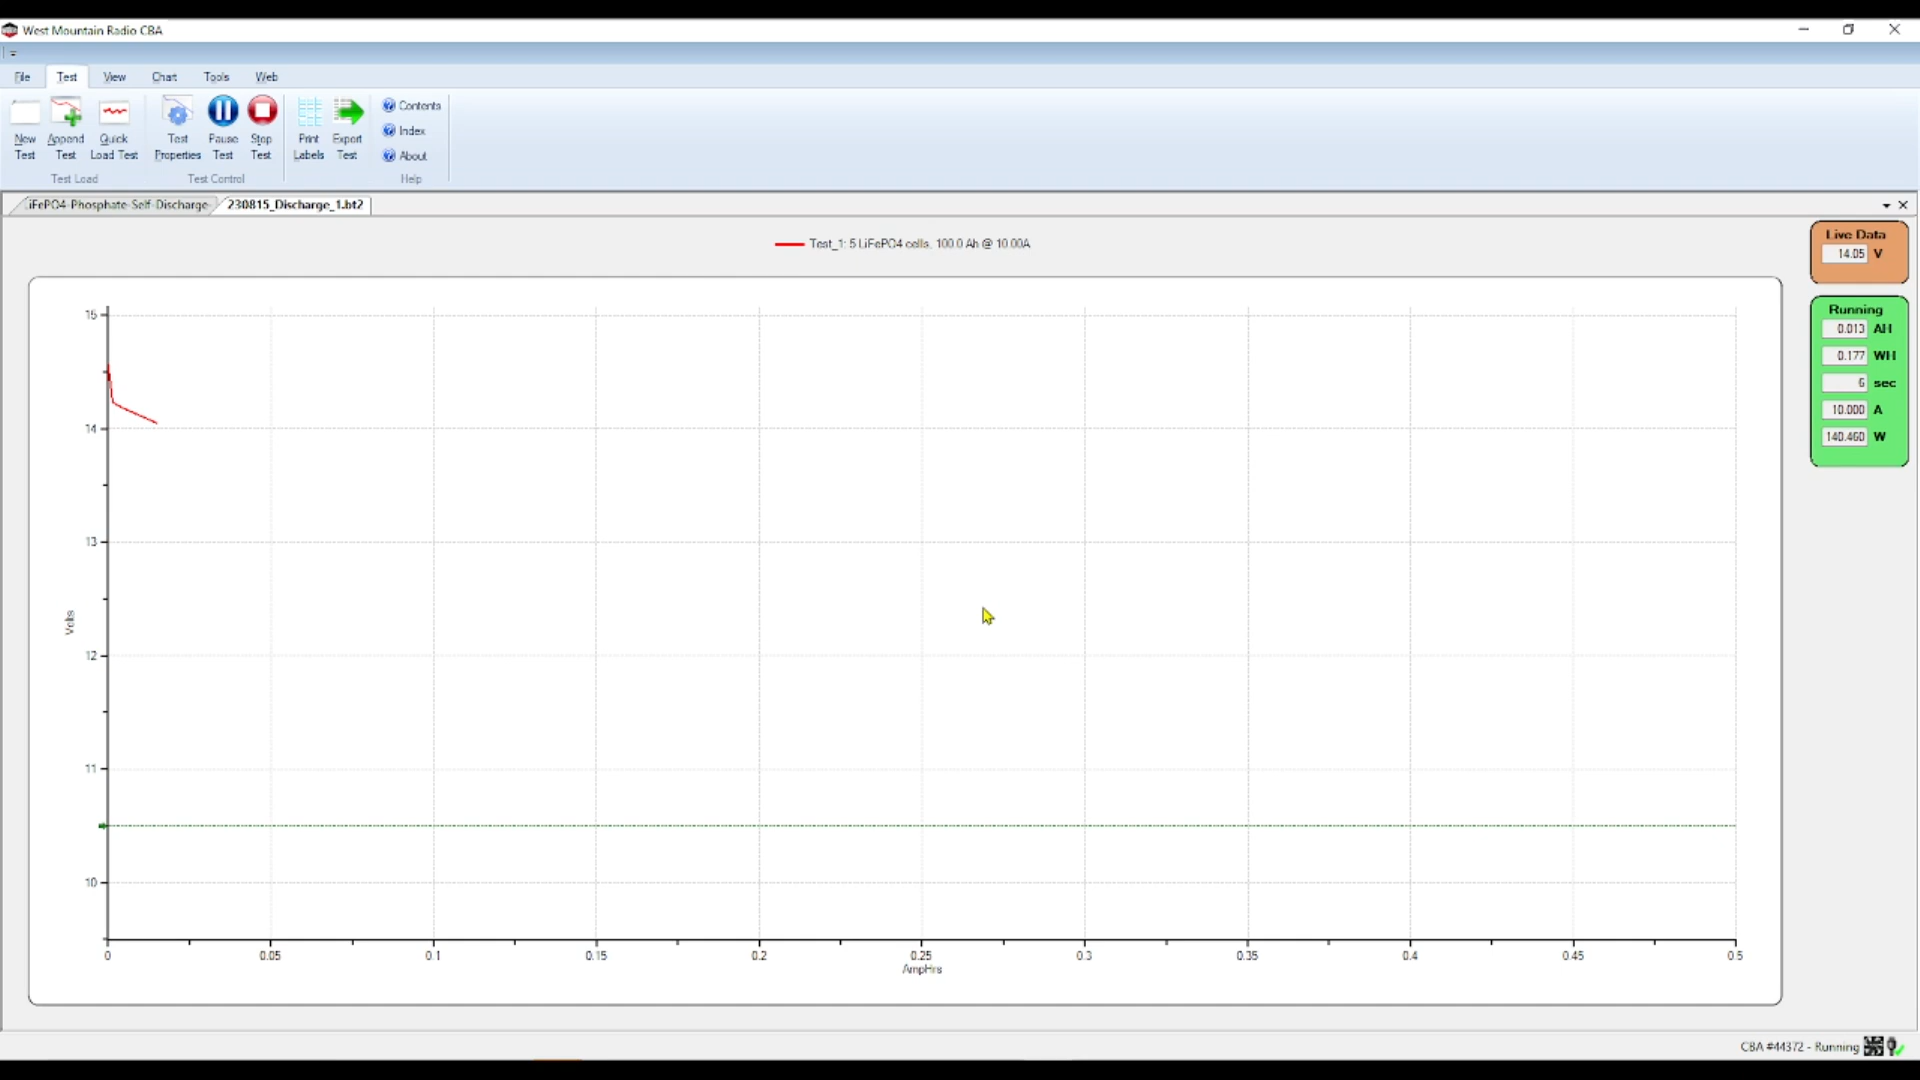 West Mountain Radio CBA
File Test View Chart Tools Web
New Test
Append Test
Quick Load Test
Test Properties
Pause Test
Stop Test
Print Labels
Export Test
Contents
Index
About
Test Load
Test Control
Help
iFePO4-Phosphate-Self-Discharge-
230815_Discharge_1.bt2
Test_1: 5 LiFePO4 cells, 100.0 Ah @ 10.00A
Live Data
14.05 V
Running
0.013 AH
0.177 WH
6 sec
10.000 A
140.460 W
15
14
13
12
11
10
Volts
0 0.05 0.1 0.15 0.2 0.25 0.3 0.35 0.4 0.45 0.5
AmpHrs
CBA #44372 - Running